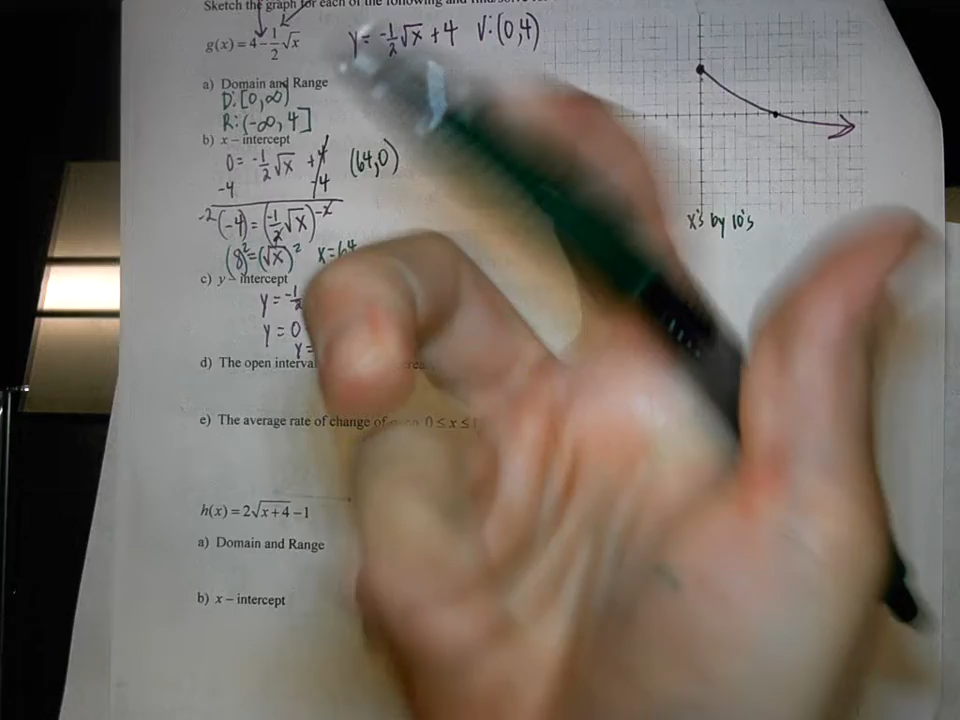 Sketch the graph for each of the
g(x) = 4 - 1/2 √x
y = -1/2 √x + 4 V: (0,4)
a) Domain and Range
D: [0, ∞)
R: (-∞, 4]
b) x – intercept
0 = -1/2 √x + 4 (64,0)
-4 -4
-2(-4) = (-1/2 √x)-2
(8)² = (√x)² x = 64
c) y – intercept
y = -1/2
y = 0
y =
d) The open interval
e) The average rate of change of 0 ≤ x ≤
x's by 10's
h(x) = 2√x+4 – 1
a) Domain and Range
b) x – intercept